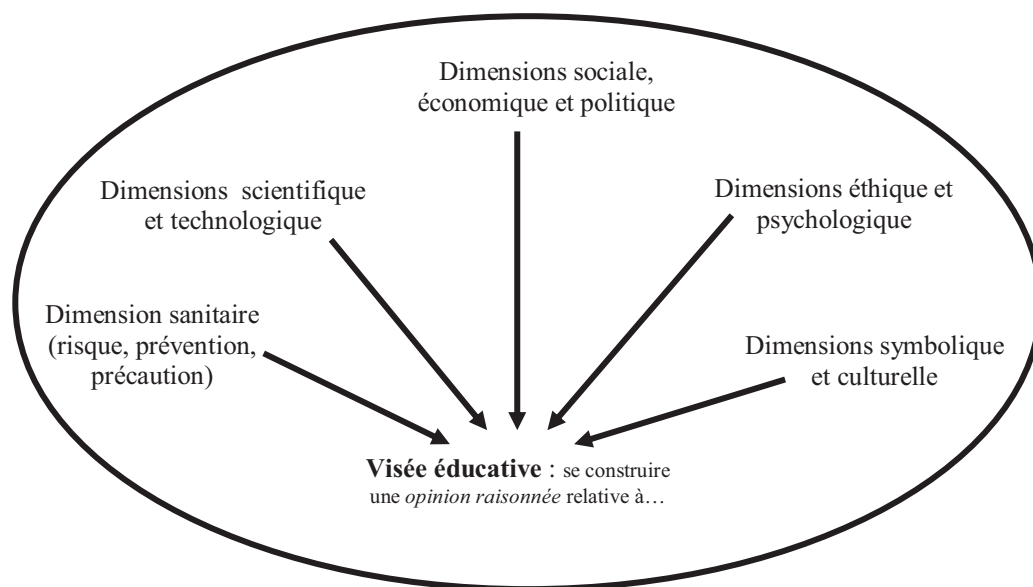 Dimensions sociale,
économique et politique
Dimensions scientifique
et technologique
Dimensions éthique et
psychologique
Dimension sanitaire
(risque, prévention,
précaution)
Dimensions symbolique
et culturelle
Visée éducative : se construire
une opinion raisonnée relative à…